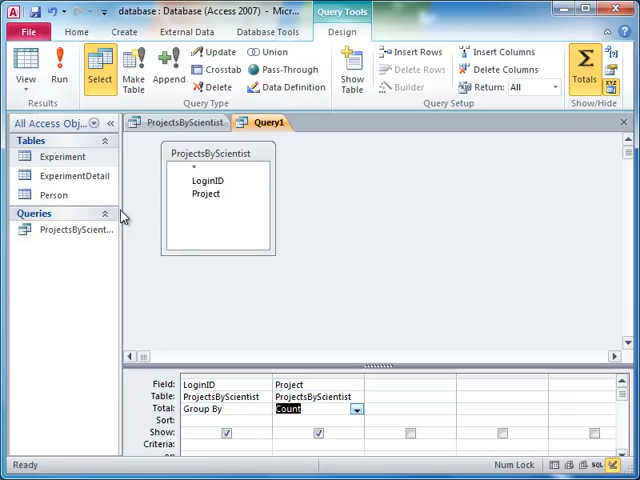 A database : Database (Access 2007) - Micr... Query Tools
File Home Create External Data Database Tools Design
View Run Select Make Table Append Update Crosstab Delete Union Pass-Through Data Definition Show Table Insert Rows Delete Rows Builder Insert Columns Delete Columns Return: All Σ Totals XYZ
Results Query Type Query Setup Show/Hide
All Access Obj... « ProjectsByScientist Query1
Tables
Experiment
ExperimentDetail
Person
Queries
ProjectsByScient...
ProjectsByScientist
*
LoginID
Project
Field: LoginID Project
Table: ProjectsByScientist ProjectsByScientist
Total: Group By Count
Sort:
Show:
Criteria:
or:
Ready Num Lock SQL